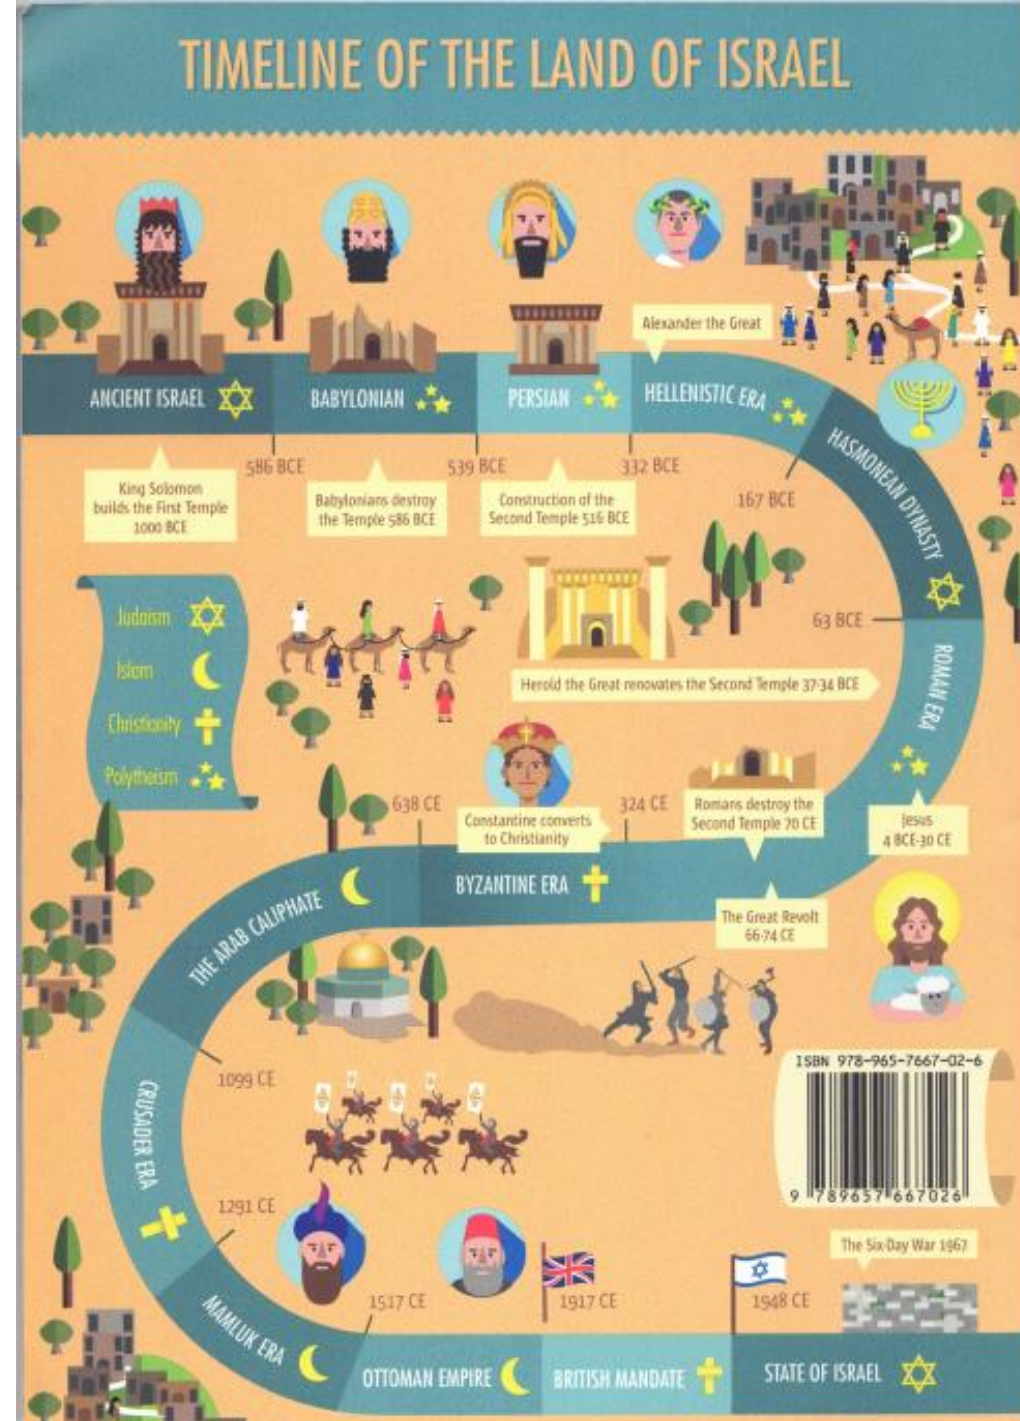 TIMELINE OF THE LAND OF ISRAEL
Alexander the Great
ANCIENT ISRAEL
BABYLONIAN
PERSIAN
HELLENISTIC ERA
HASMONEAN DYNASTY
586 BCE
539 BCE
332 BCE
167 BCE
King Solomon
builds the First Temple
1000 BCE
Babylonians destroy
the Temple 586 BCE
Construction of the
Second Temple 516 BCE
63 BCE
ROMAN ERA
Judaism
Islam
Christianity
Polytheism
Herold the Great renovates the Second Temple 37-34 BCE
638 CE
Constantine converts
to Christianity
324 CE
Romans destroy the
Second Temple 70 CE
Jesus
4 BCE-30 CE
BYZANTINE ERA
THE ARAB CALIPHATE
The Great Revolt
66-74 CE
1099 CE
CRUSADER ERA
ISBN 978-965-7667-02-6
9 789657 667026
1291 CE
The Six-Day War 1967
1517 CE
1917 CE
1948 CE
MAMLUK ERA
OTTOMAN EMPIRE
BRITISH MANDATE
STATE OF ISRAEL